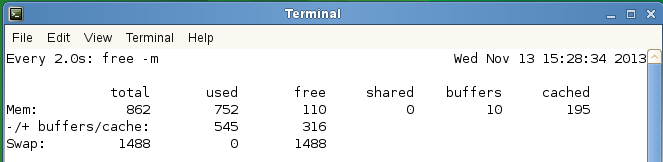 Terminal
File Edit View Terminal Help
Every 2.0s: free -m Wed Nov 13 15:28:34 2013
total used free shared buffers cached
Mem: 862 752 110 0 10 195
-/+ buffers/cache: 545 316
Swap: 1488 0 1488